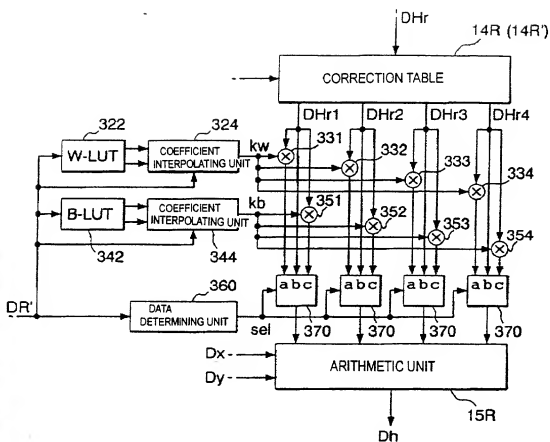 DHr
14R (14R')
CORRECTION TABLE
DHr1 DHr2 DHr3 DHr4
322 324 kw 331 332 333 334
W-LUT
COEFFICIENT
INTERPOLATING UNIT
kb 351 352 353 354
B-LUT
COEFFICIENT
INTERPOLATING UNIT
342 344
360
a b c a b c a b c a b c
DR'
DATA
DETERMINING UNIT
sel 370 370 370 370
Dx
Dy
ARITHMETIC UNIT
15R
Dh